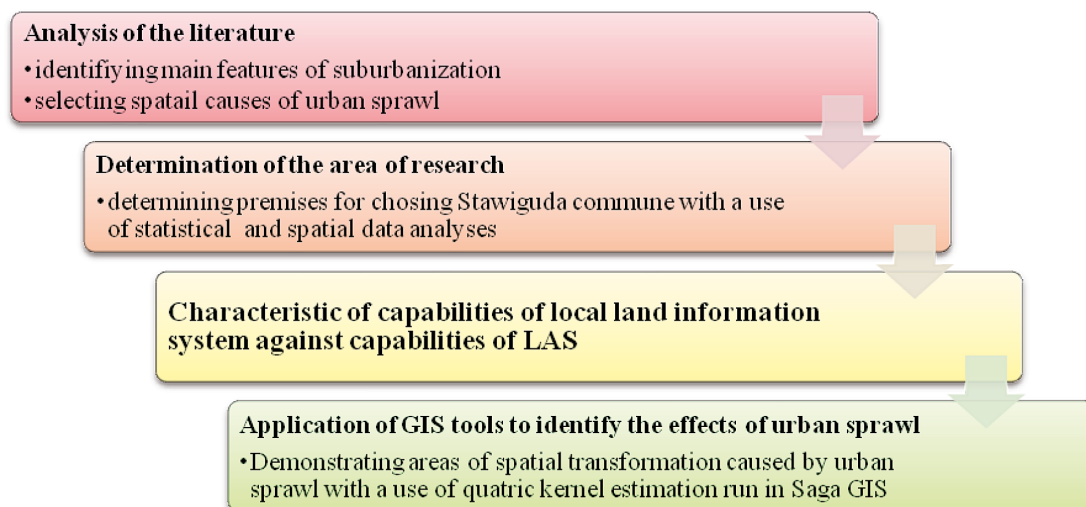 Analysis of the literature
•identifiying main features of suburbanization
•selecting spatail causes of urban sprawl
Determination of the area of research
•determining premises for chosing Stawiguda commune with a use
of statistical and spatial data analyses
Characteristic of capabilities of local land information
system against capabilities of LAS
Application of GIS tools to identify the effects of urban sprawl
•Demonstrating areas of spatial transformation caused by urban
sprawl with a use of quatric kernel estimation run in Saga GIS